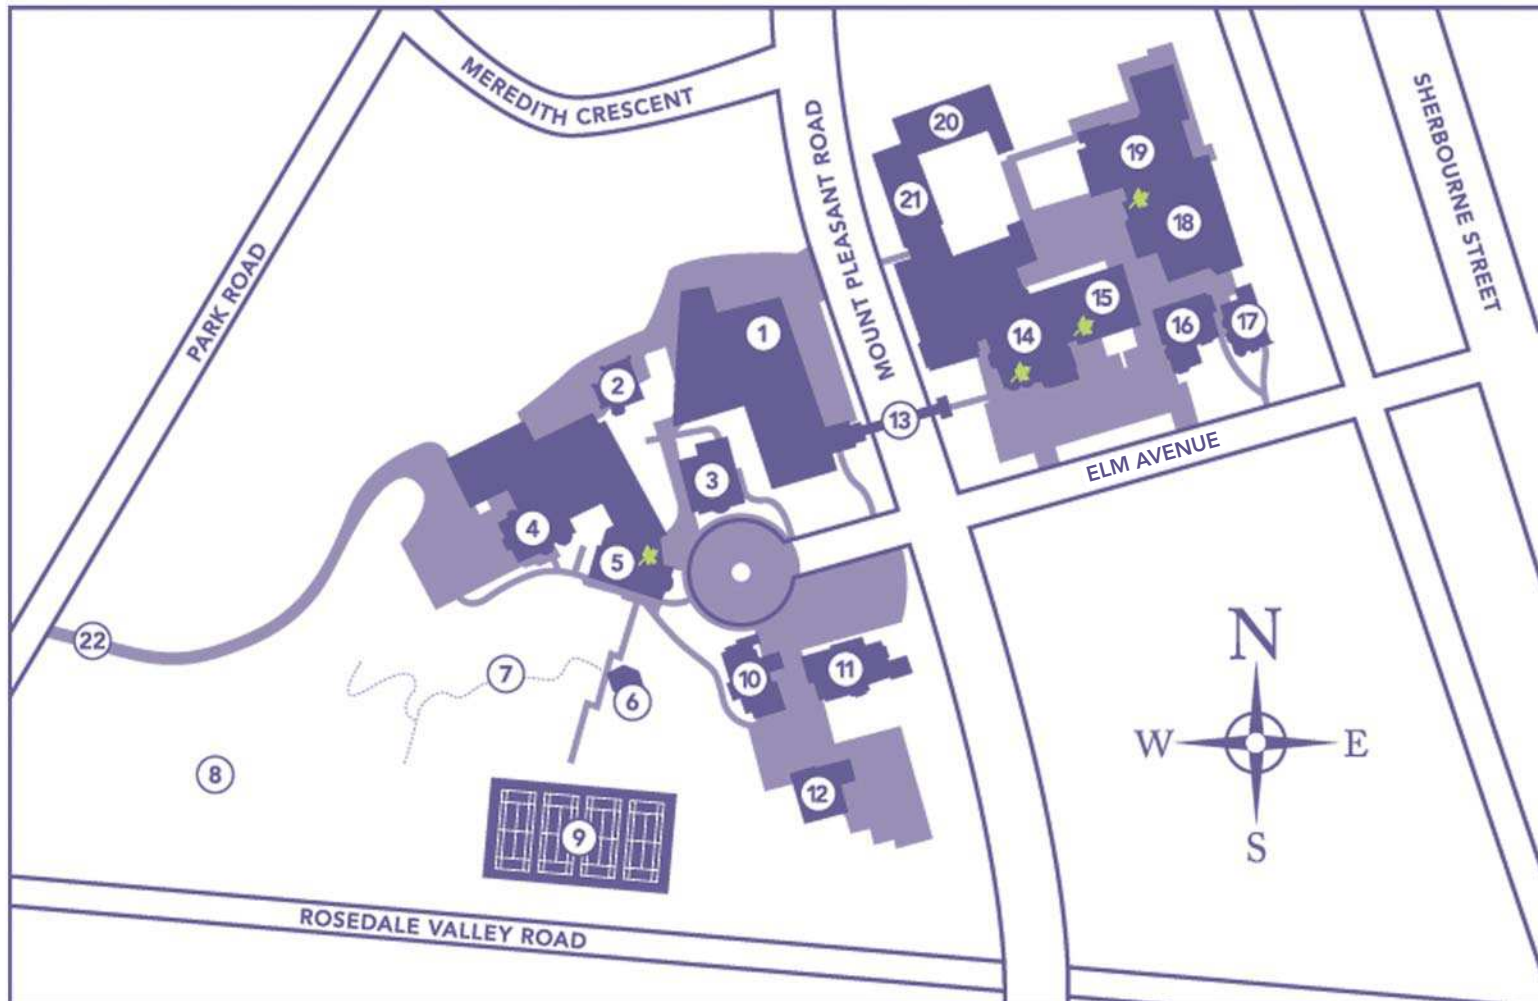 MEREDITH CRESCENT
PARK ROAD
MOUNT PLEASANT ROAD
SHERBOURNE STREET
20
19
21
18
15
1
14
16
17
2
13
ELM AVENUE
3
4
5
22
7
6
10
11
N
W
E
S
8
12
9
ROSEDALE VALLEY ROAD